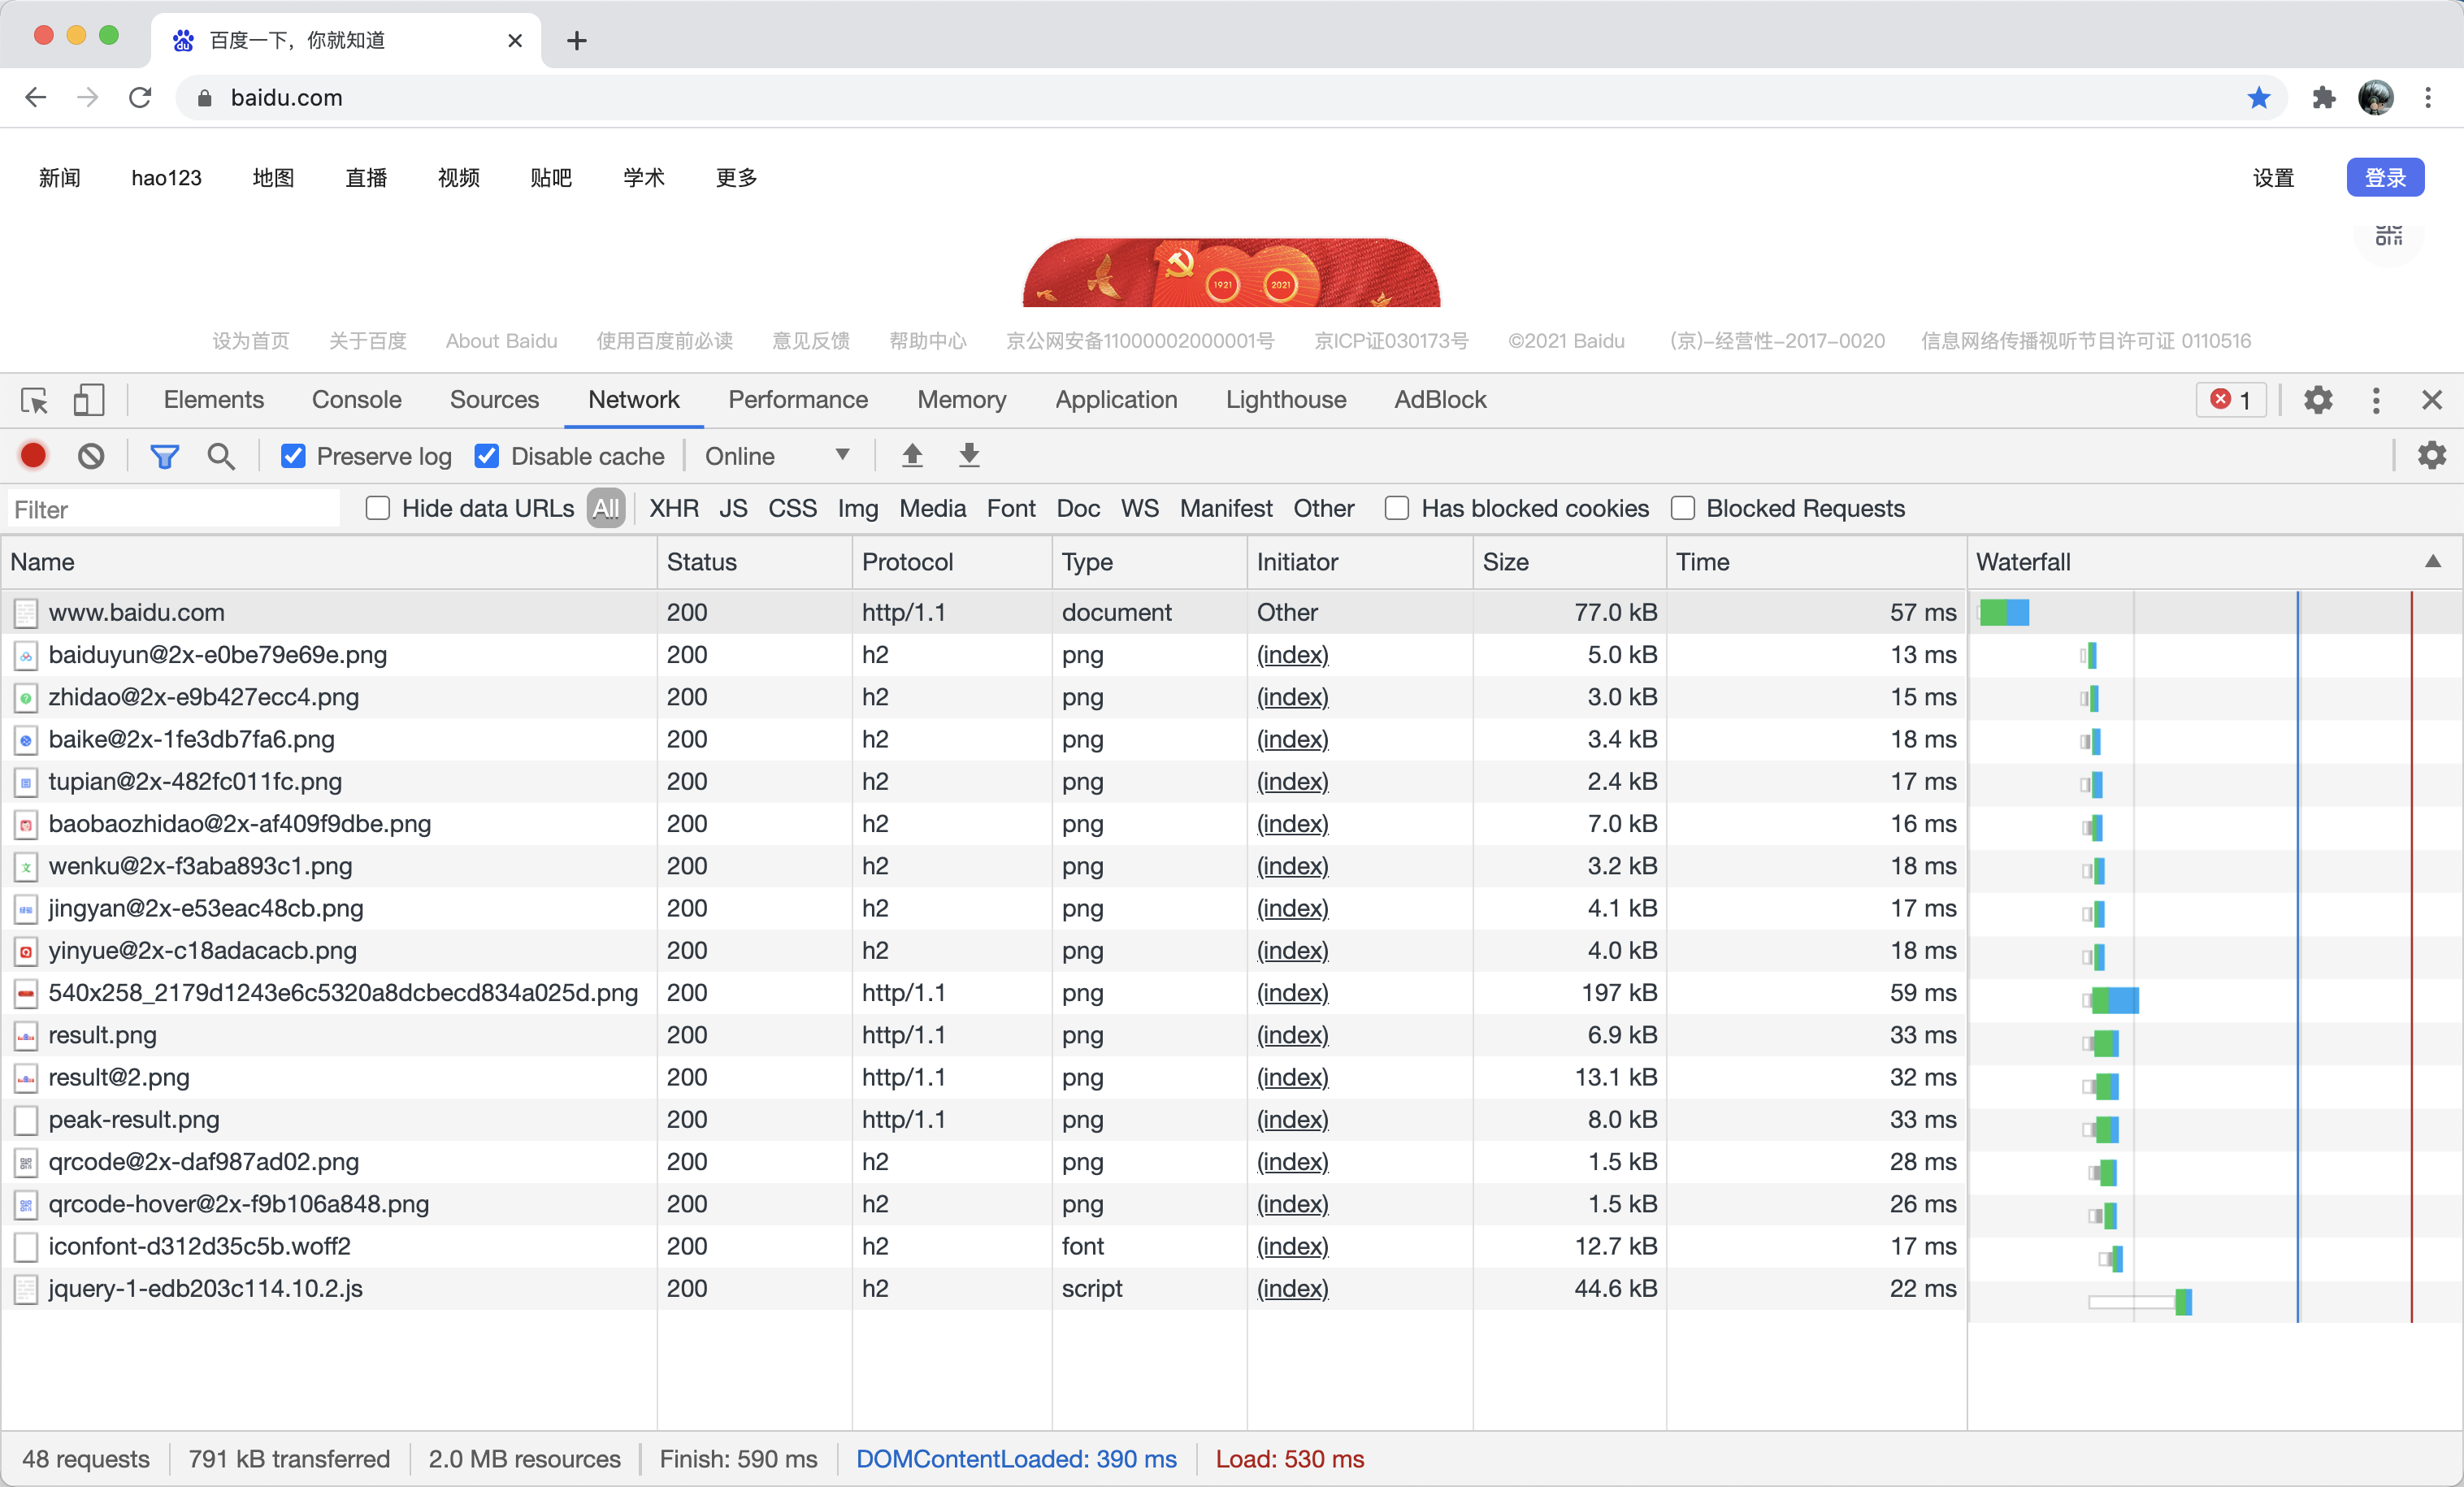 百度一下，你就知道
baidu.com
新闻 hao123 地图 直播 视频 贴吧 学术 更多 设置 登录
1921 2021
设为首页 关于百度 About Baidu 使用百度前必读 意见反馈 帮助中心 京公网安备11000002000001号 京ICP证030173号 ©2021 Baidu (京)-经营性-2017-0020 信息网络传播视听节目许可证 0110516
Elements Console Sources Network Performance Memory Application Lighthouse AdBlock 1
Preserve log Disable cache Online
Filter Hide data URLs All XHR JS CSS Img Media Font Doc WS Manifest Other Has blocked cookies Blocked Requests
Name Status Protocol Type Initiator Size Time Waterfall
www.baidu.com 200 http/1.1 document Other 77.0 kB 57 ms
baiduyun@2x-e0be79e69e.png 200 h2 png (index) 5.0 kB 13 ms
zhidao@2x-e9b427ecc4.png 200 h2 png (index) 3.0 kB 15 ms
baike@2x-1fe3db7fa6.png 200 h2 png (index) 3.4 kB 18 ms
tupian@2x-482fc011fc.png 200 h2 png (index) 2.4 kB 17 ms
baobaozhidao@2x-af409f9dbe.png 200 h2 png (index) 7.0 kB 16 ms
wenku@2x-f3aba893c1.png 200 h2 png (index) 3.2 kB 18 ms
jingyan@2x-e53eac48cb.png 200 h2 png (index) 4.1 kB 17 ms
yinyue@2x-c18adacacb.png 200 h2 png (index) 4.0 kB 18 ms
540x258_2179d1243e6c5320a8dcbecd834a025d.png 200 http/1.1 png (index) 197 kB 59 ms
result.png 200 http/1.1 png (index) 6.9 kB 33 ms
result@2.png 200 http/1.1 png (index) 13.1 kB 32 ms
peak-result.png 200 http/1.1 png (index) 8.0 kB 33 ms
qrcode@2x-daf987ad02.png 200 h2 png (index) 1.5 kB 28 ms
qrcode-hover@2x-f9b106a848.png 200 h2 png (index) 1.5 kB 26 ms
iconfont-d312d35c5b.woff2 200 h2 font (index) 12.7 kB 17 ms
jquery-1-edb203c114.10.2.js 200 h2 script (index) 44.6 kB 22 ms
48 requests 791 kB transferred 2.0 MB resources Finish: 590 ms DOMContentLoaded: 390 ms Load: 530 ms